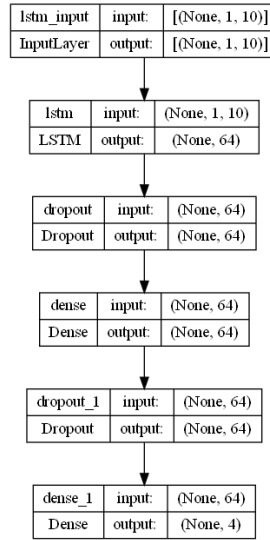 lstm_input input: [(None, 1, 10)]
InputLayer output: [(None, 1, 10)]
lstm input: (None, 1, 10)
LSTM output: (None, 64)
dropout input: (None, 64)
Dropout output: (None, 64)
dense input: (None, 64)
Dense output: (None, 64)
dropout_1 input: (None, 64)
Dropout output: (None, 64)
dense_1 input: (None, 64)
Dense output: (None, 4)